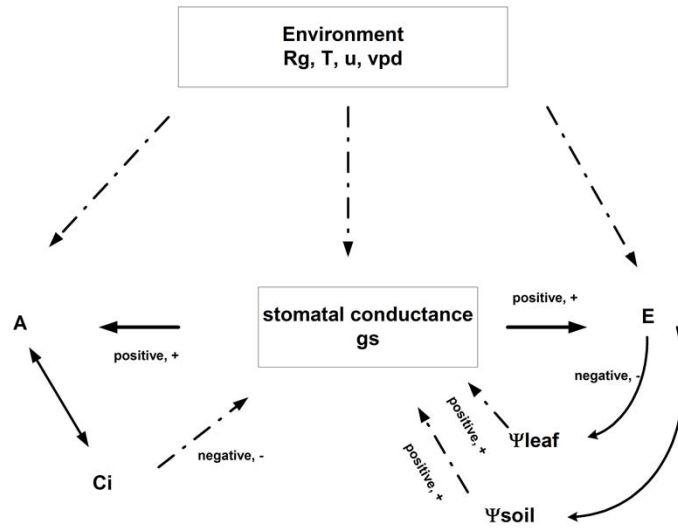 Environment
Rg, T, u, vpd
positive, +
A
stomatal conductance
gs
E
positive, +
negative, -
positive, +
Ψleaf
negative, -
positive, +
Ci
Ψsoil